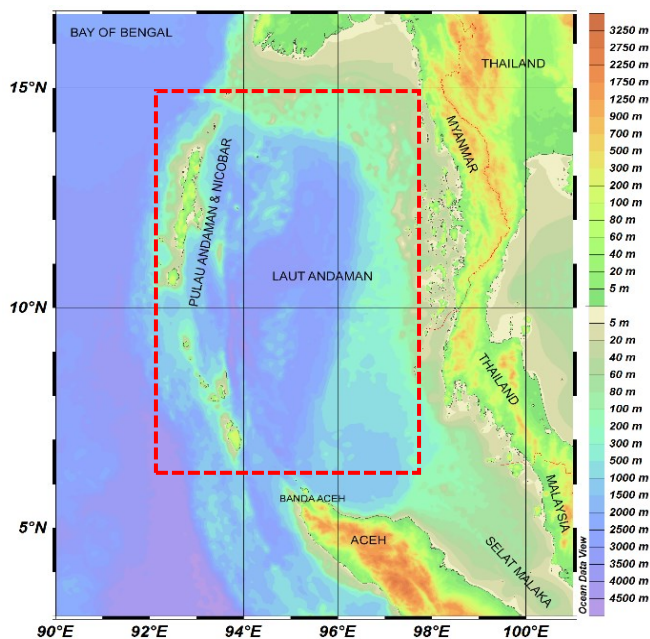 BAY OF BENGAL
THAILAND
15°N
MYANMAR
PULAU ANDAMAN & NICOBAR
LAUT ANDAMAN
10°N
THAILAND
MALAYSIA
BANDA ACEH
5°N
ACEH
SELAT MALAKA
Ocean Data View
90°E 92°E 94°E 96°E 98°E 100°E
3250 m
2750 m
2250 m
1750 m
1250 m
900 m
700 m
500 m
300 m
200 m
100 m
80 m
60 m
40 m
20 m
5 m
5 m
20 m
40 m
60 m
80 m
100 m
200 m
300 m
500 m
1000 m
1500 m
2000 m
2500 m
3000 m
3500 m
4000 m
4500 m